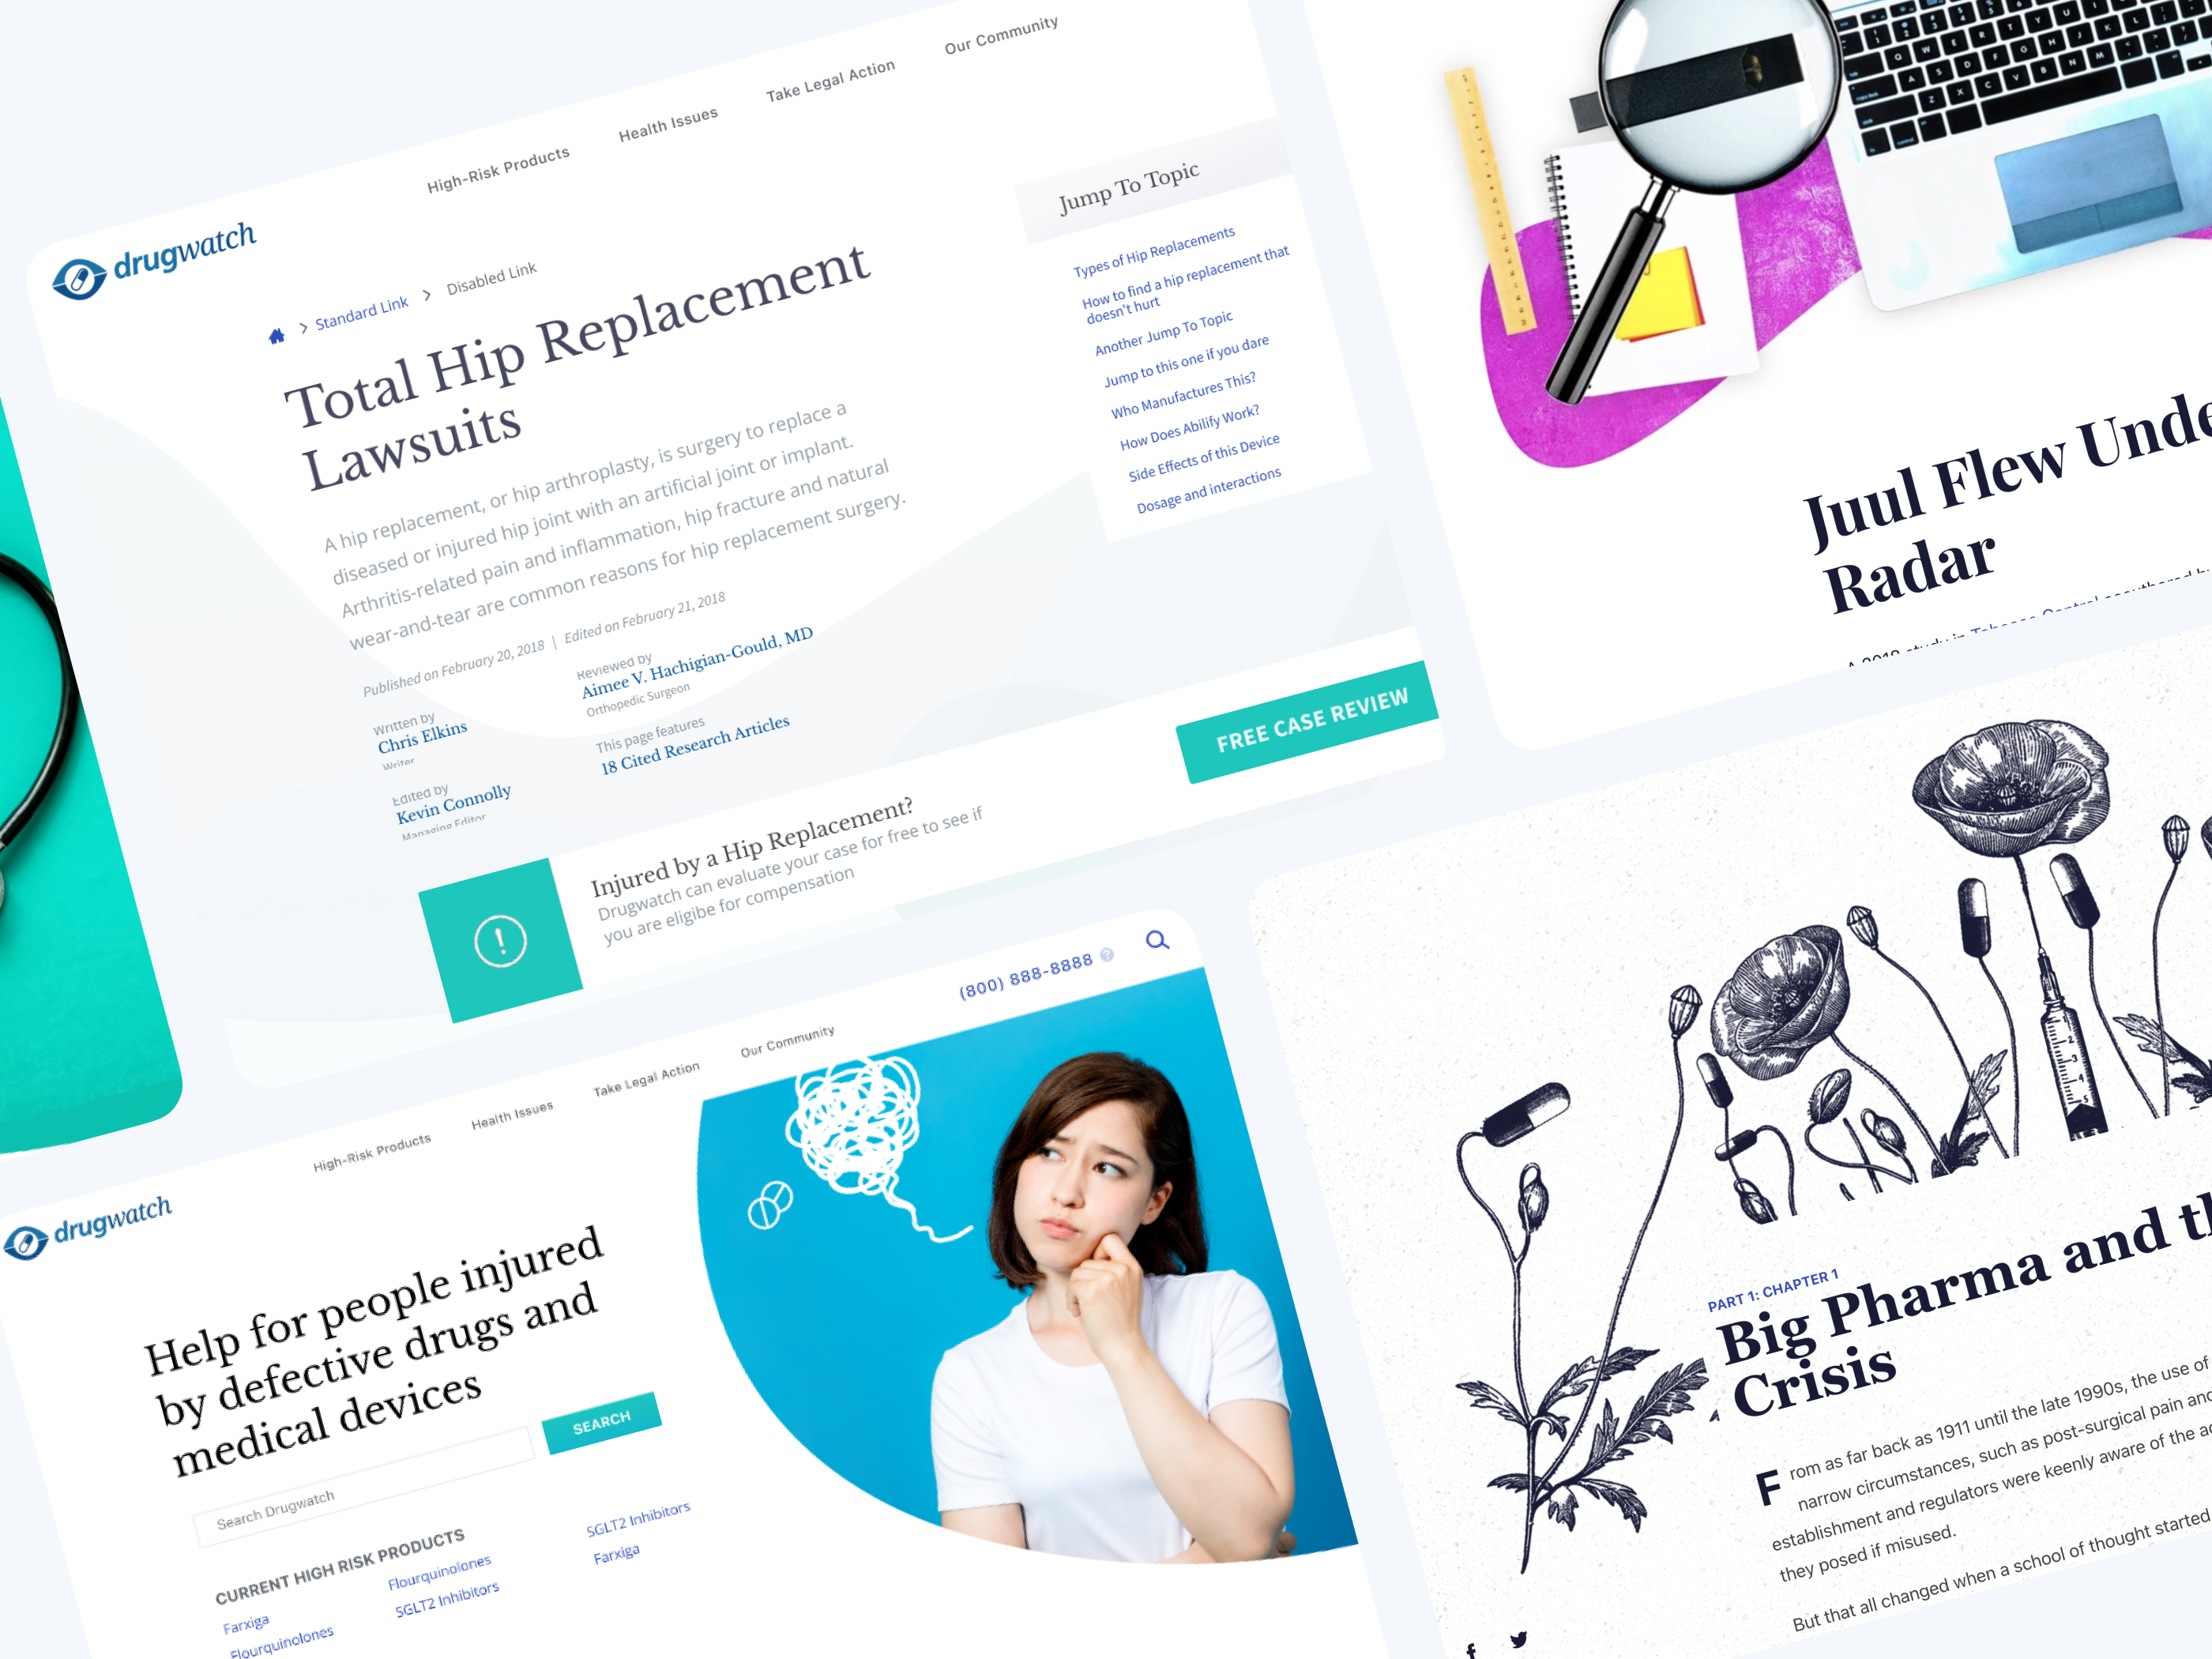 drugwatch
High-Risk Products
Health Issues
Take Legal Action
Our Community
Standard Link
Disabled Link
Total Hip Replacement
Lawsuits
A hip replacement, or hip arthroplasty, is surgery to replace a
diseased or injured hip joint with an artificial joint or implant.
Arthritis-related pain and inflammation, hip fracture and natural
wear-and-tear are common reasons for hip replacement surgery.
Published on February 20, 2018 | Edited on February 21, 2018
Written by
Chris Elkins
Writer
Edited by
Kevin Connolly
Managing Editor
Reviewed by
Aimee V. Hachigian-Gould, MD
Orthopedic Surgeon
This page features
18 Cited Research Articles
Jump To Topic
Types of Hip Replacements
How to find a hip replacement that
doesn't hurt
Another Jump To Topic
Jump to this one if you dare
Who Manufactures This?
How Does Abilify Work?
Side Effects of this Device
Dosage and interactions
!
Injured by a Hip Replacement?
Drugwatch can evaluate your case for free to see if
you are eligibe for compensation
FREE CASE REVIEW
Juul Flew Unde
Radar
A 2018 study in
drugwatch
High-Risk Products
Health Issues
Take Legal Action
Our Community
(800) 888-8888 ?
Help for people injured
by defective drugs and
medical devices
Search Drugwatch
SEARCH
CURRENT HIGH RISK PRODUCTS
Farxiga
Flourquinolones
Flourquinolones
SGLT2 Inhibitors
SGLT2 Inhibitors
Farxiga
PART 1: CHAPTER 1
Big Pharma and th
Crisis
From as far back as 1911 until the late 1990s, the use of
narrow circumstances, such as post-surgical pain and
establishment and regulators were keenly aware of the
they posed if misused.
But that all changed when a school of thought started